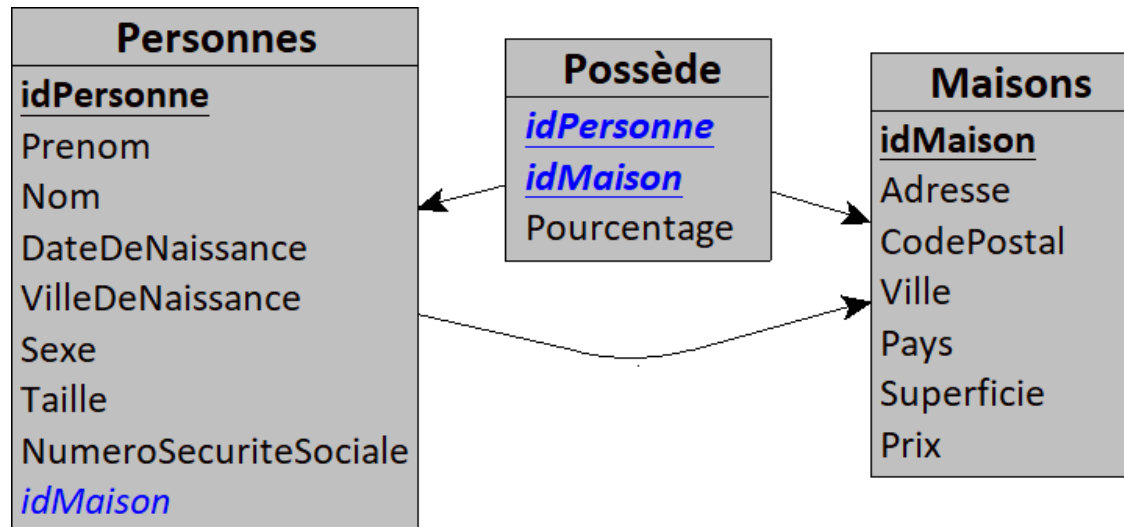 Personnes
idPersonne
Prenom
Nom
DateDeNaissance
VilleDeNaissance
Sexe
Taille
NumeroSecuriteSociale
idMaison
Possède
idPersonne
idMaison
Pourcentage
Maisons
idMaison
Adresse
CodePostal
Ville
Pays
Superficie
Prix